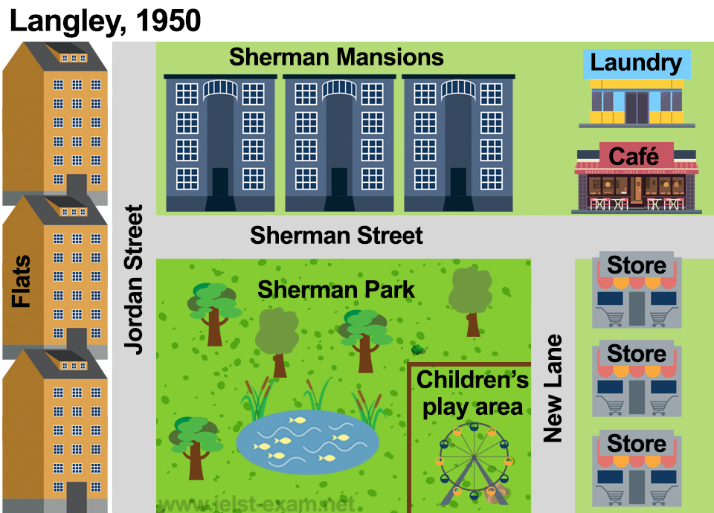 Langley, 1950
Sherman Mansions
Laundry
Café
Flats
Jordan Street
Sherman Street
Sherman Park
Children's
play area
New Lane
Store
Store
Store
www.ielst-exam.net